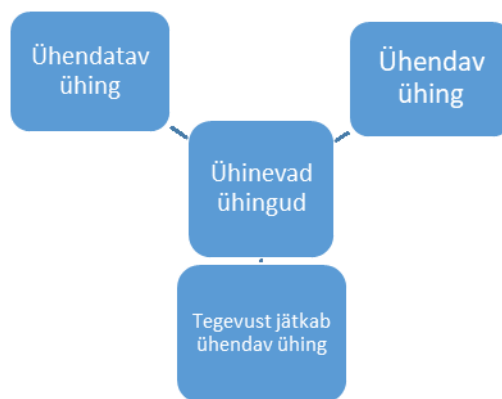 Ühendatav
ühing
Ühendav
ühing
Ühinevad
ühingud
Tegevust jätkab
ühendav ühing